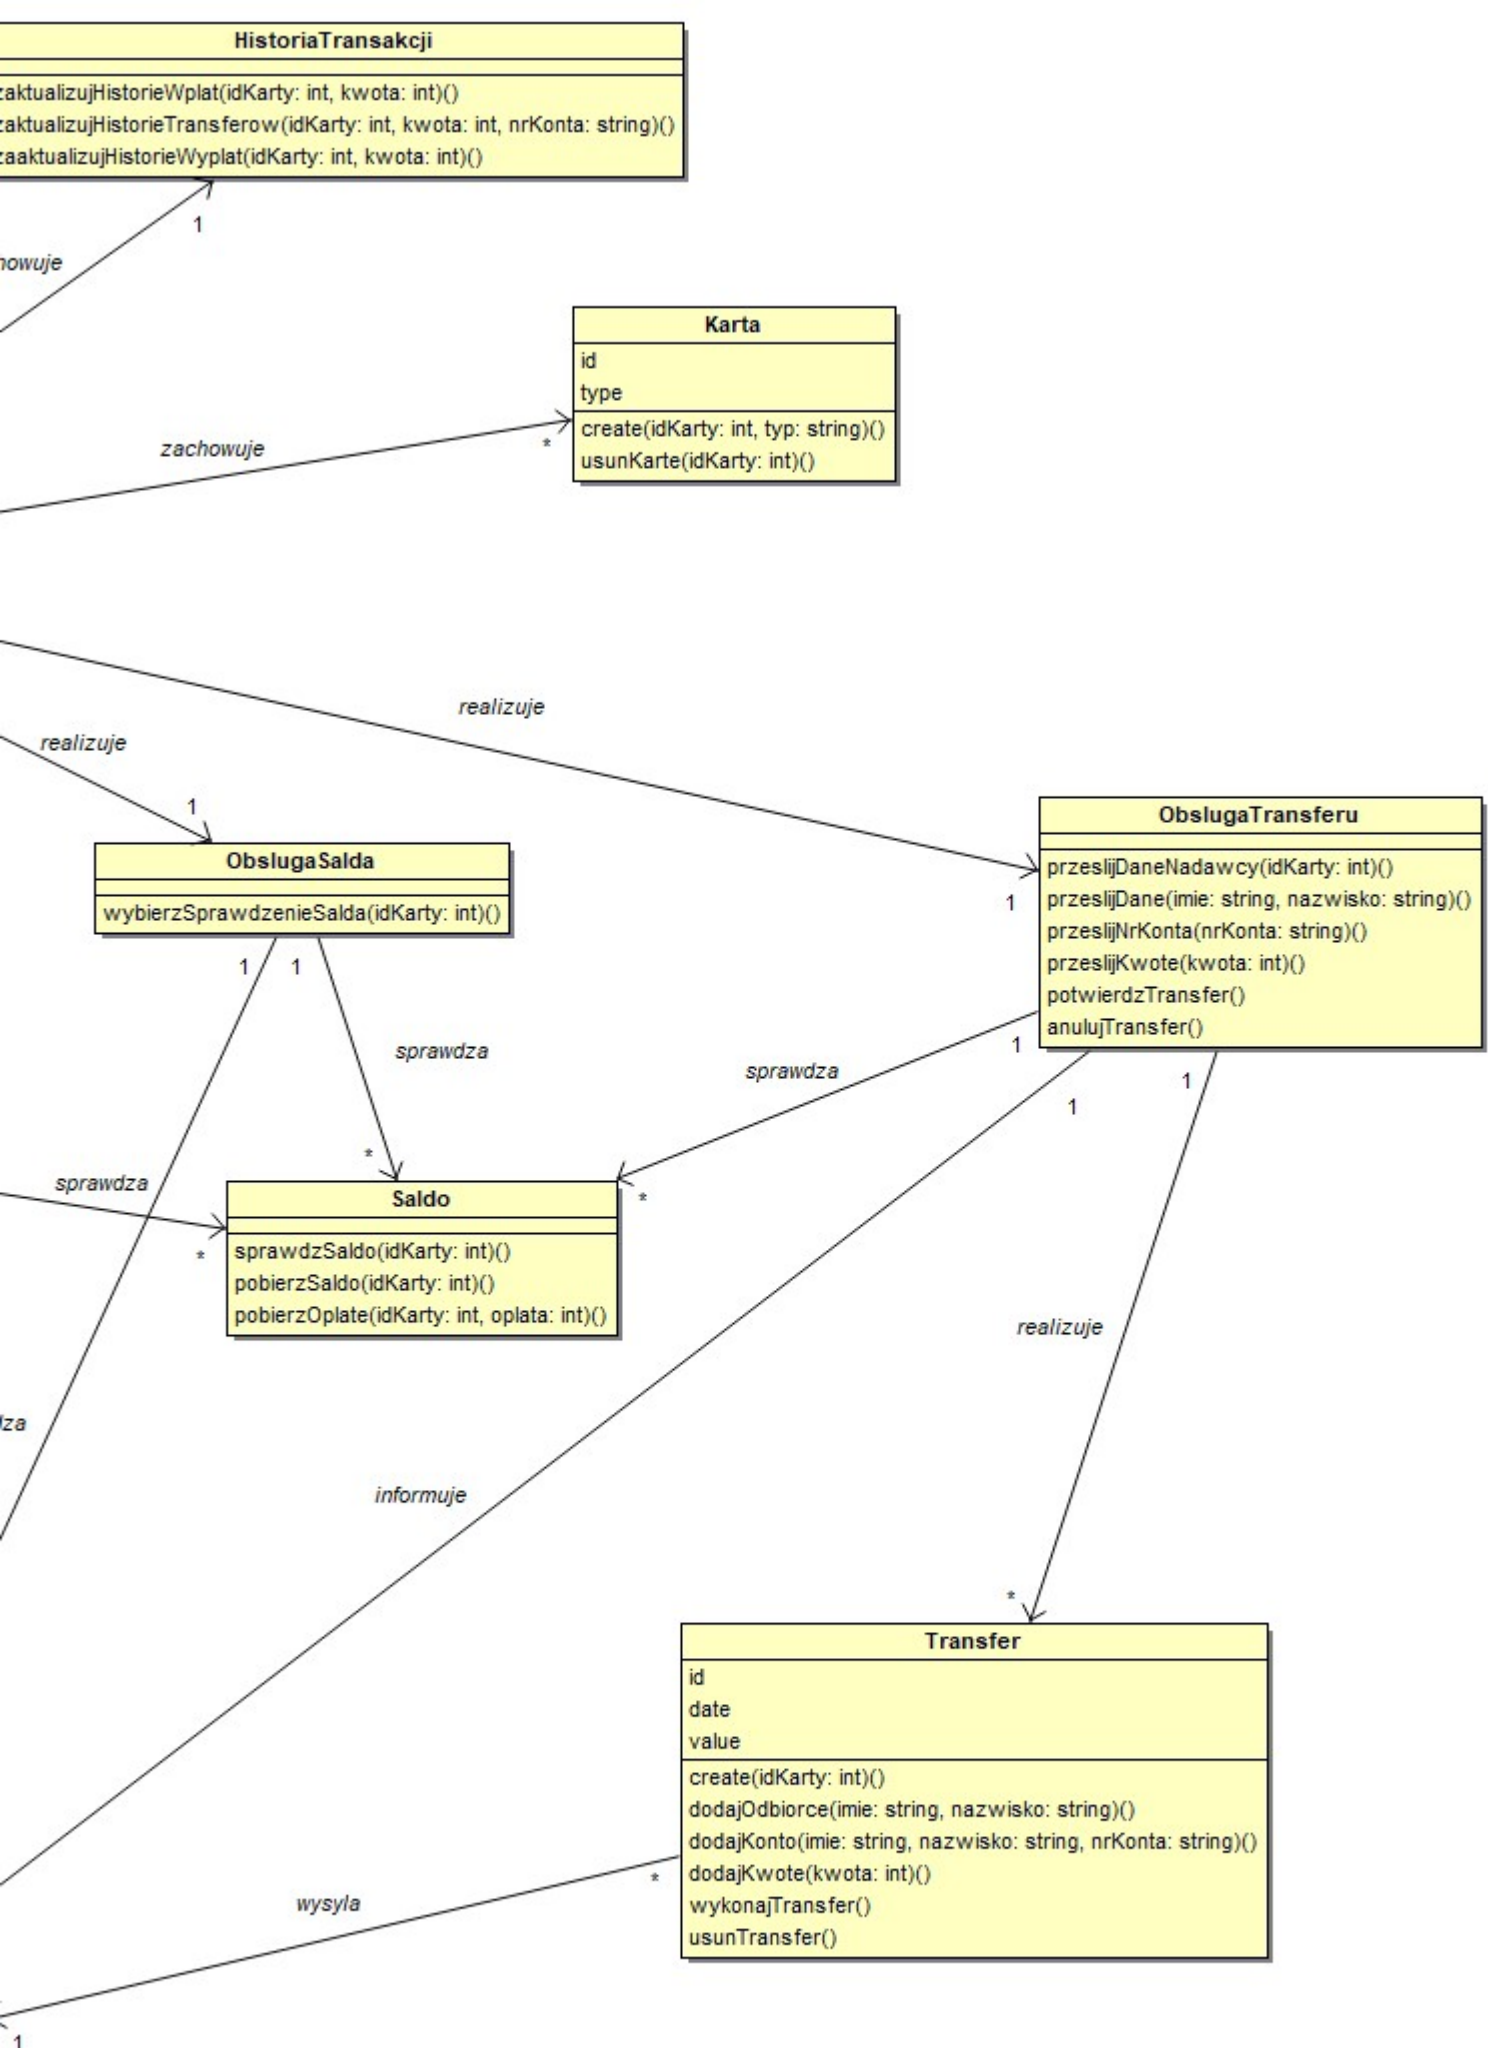 HistoriaTransakcji
zaktualizujHistorieWplat(idKarty: int, kwota: int)()
zaktualizujHistorieTransferow(idKarty: int, kwota: int, nrKonta: string)()
zaaktualizujHistorieWyplat(idKarty: int, kwota: int)()
1
howuje
Karta
id
type
create(idKarty: int, typ: string)()
usunKarte(idKarty: int)()
zachowuje
*
realizuje
realizuje
1
ObslugaSalda
wybierzSprawdzenieSalda(idKarty: int)()
1 1
ObslugaTransferu
przeslijDaneNadawcy(idKarty: int)()
przeslijDane(imie: string, nazwisko: string)()
przeslijNrKonta(nrKonta: string)()
przeslijKwote(kwota: int)()
potwierdzTransfer()
anulujTransfer()
1
1
1
1
sprawdza
sprawdza
*
*
sprawdza
*
Saldo
sprawdzSaldo(idKarty: int)()
pobierzSaldo(idKarty: int)()
pobierzOplate(idKarty: int, oplata: int)()
realizuje
dza
informuje
*
Transfer
id
date
value
create(idKarty: int)()
dodajOdbiorce(imie: string, nazwisko: string)()
dodajKonto(imie: string, nazwisko: string, nrKonta: string)()
dodajKwote(kwota: int)()
wykonajTransfer()
usunTransfer()
*
wysyla
1